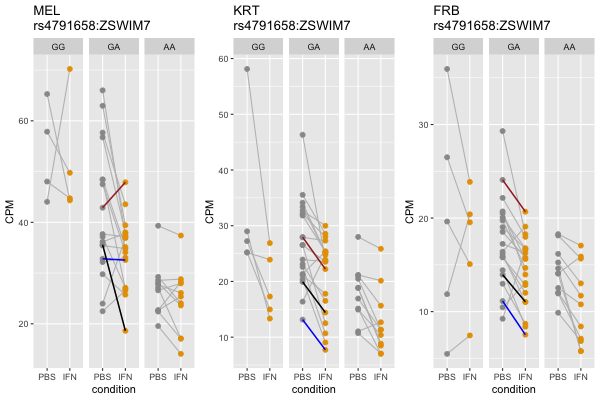 MEL
rs4791658:ZSWIM7
GG GA AA
CPM
60
40
20
PBS IFN PBS IFN PBS IFN
condition
KRT
rs4791658:ZSWIM7
GG GA AA
CPM
60
50
40
30
20
10
PBS IFN PBS IFN PBS IFN
condition
FRB
rs4791658:ZSWIM7
GG GA AA
CPM
30
20
10
PBS IFN PBS IFN PBS IFN
condition